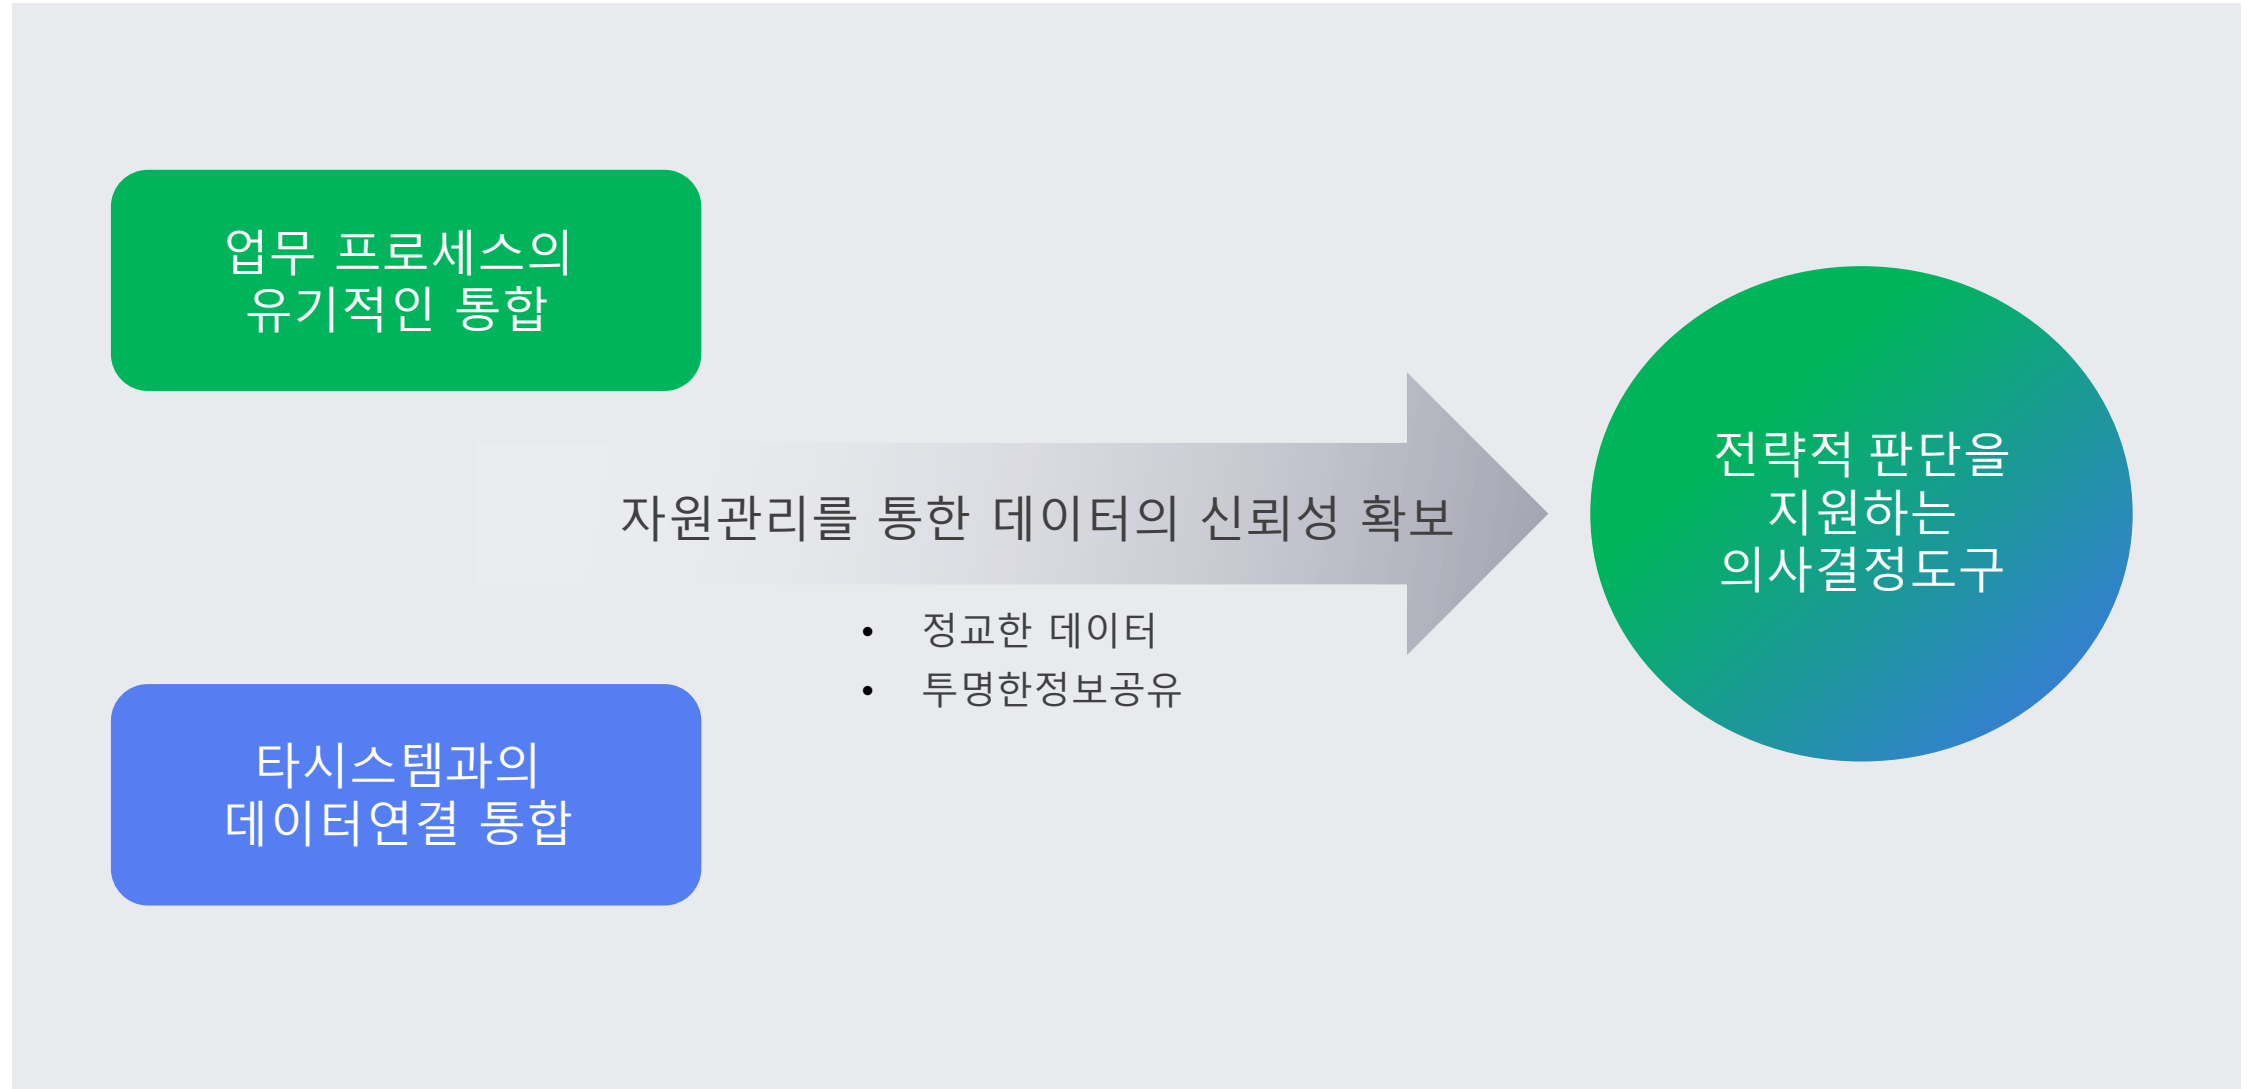 업무 프로세스의
유기적인 통합
자원관리를 통한 데이터의 신뢰성 확보
• 정교한 데이터
• 투명한정보공유
타시스템과의
데이터연결 통합
전략적 판단을
지원하는
의사결정도구